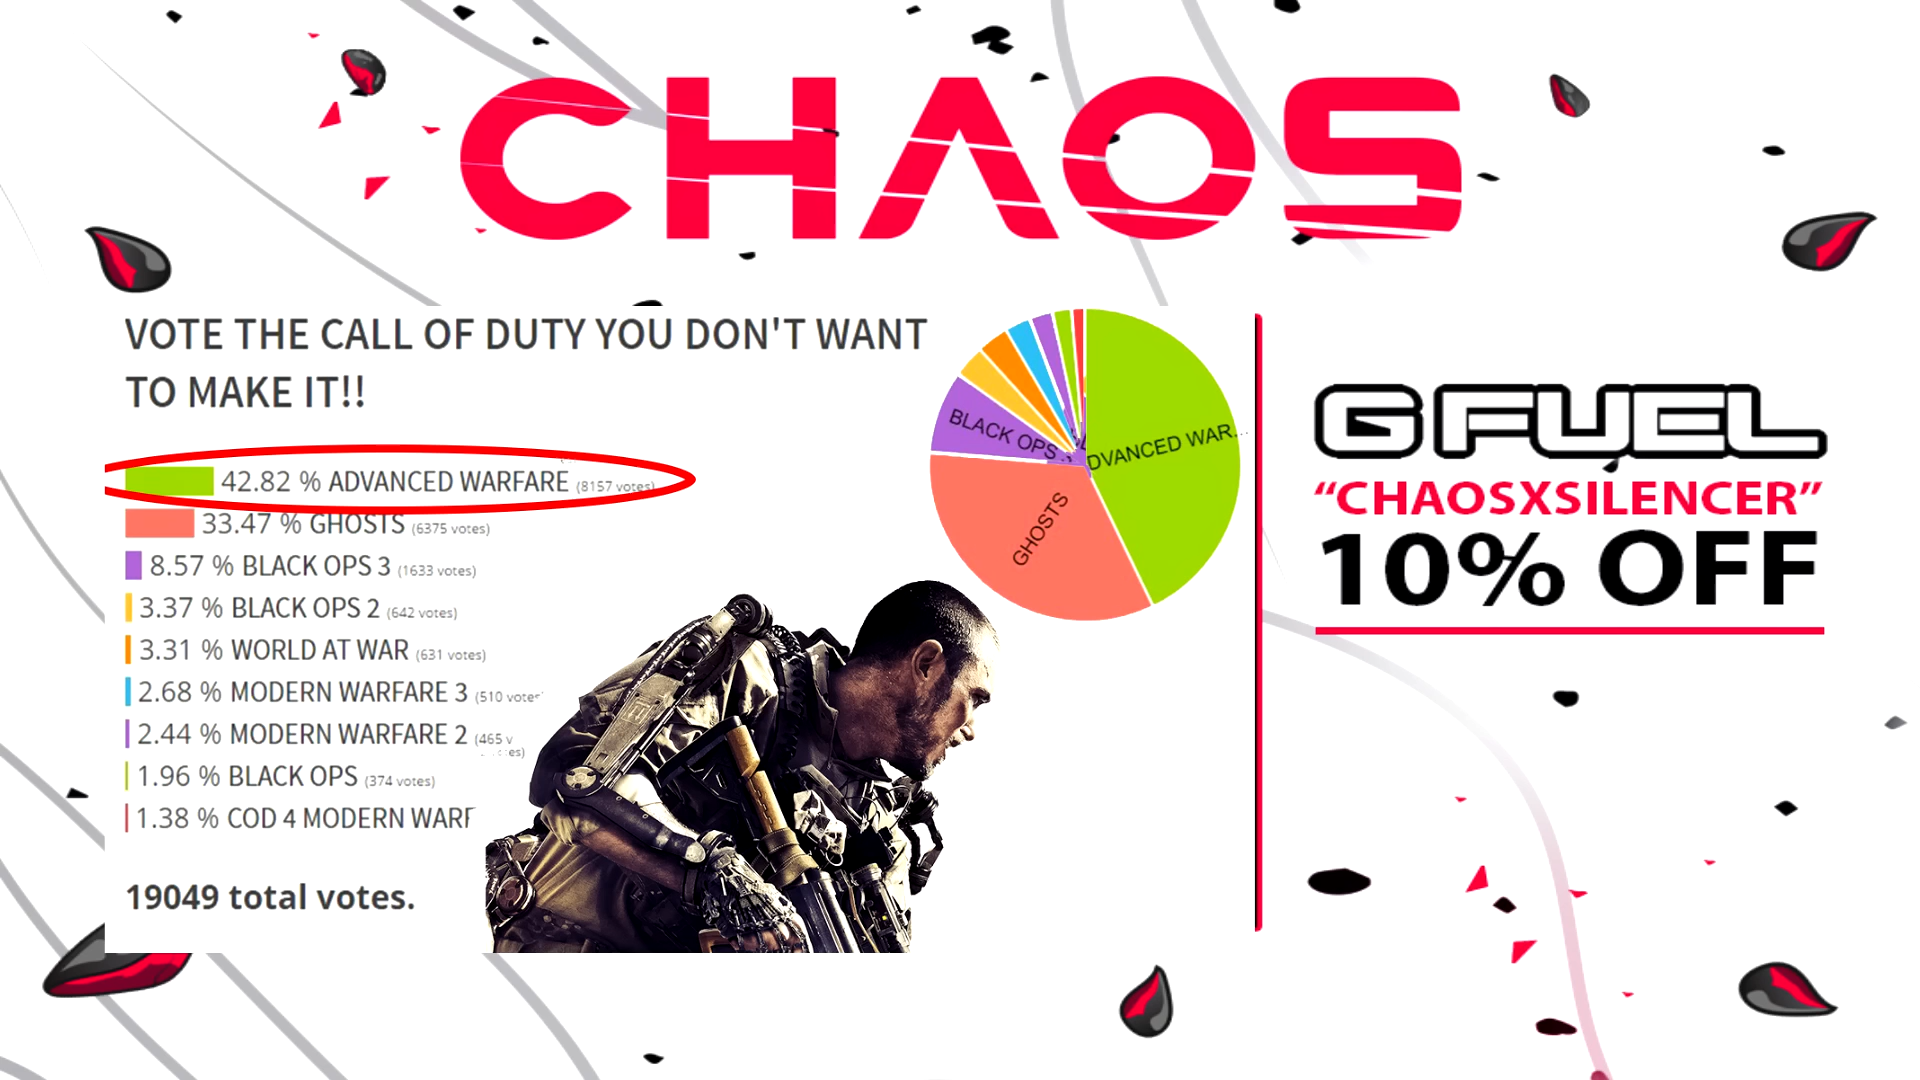 CHAOS
VOTE THE CALL OF DUTY YOU DON'T WANT
TO MAKE IT!!
42.82 % ADVANCED WARFARE (8157 votes)
33.47 % GHOSTS (6375 votes)
8.57 % BLACK OPS 3 (1633 votes)
3.37 % BLACK OPS 2 (642 votes)
3.31 % WORLD AT WAR (631 votes)
2.68 % MODERN WARFARE 3 (510 votes
2.44 % MODERN WARFARE 2 (465 v
1.96 % BLACK OPS (374 votes)
1.38 % COD 4 MODERN WARF
19049 total votes.
BLACK OPS
DVANCED WAR...
GHOSTS
G FUEL
“CHAOSXSILENCER”
10% OFF